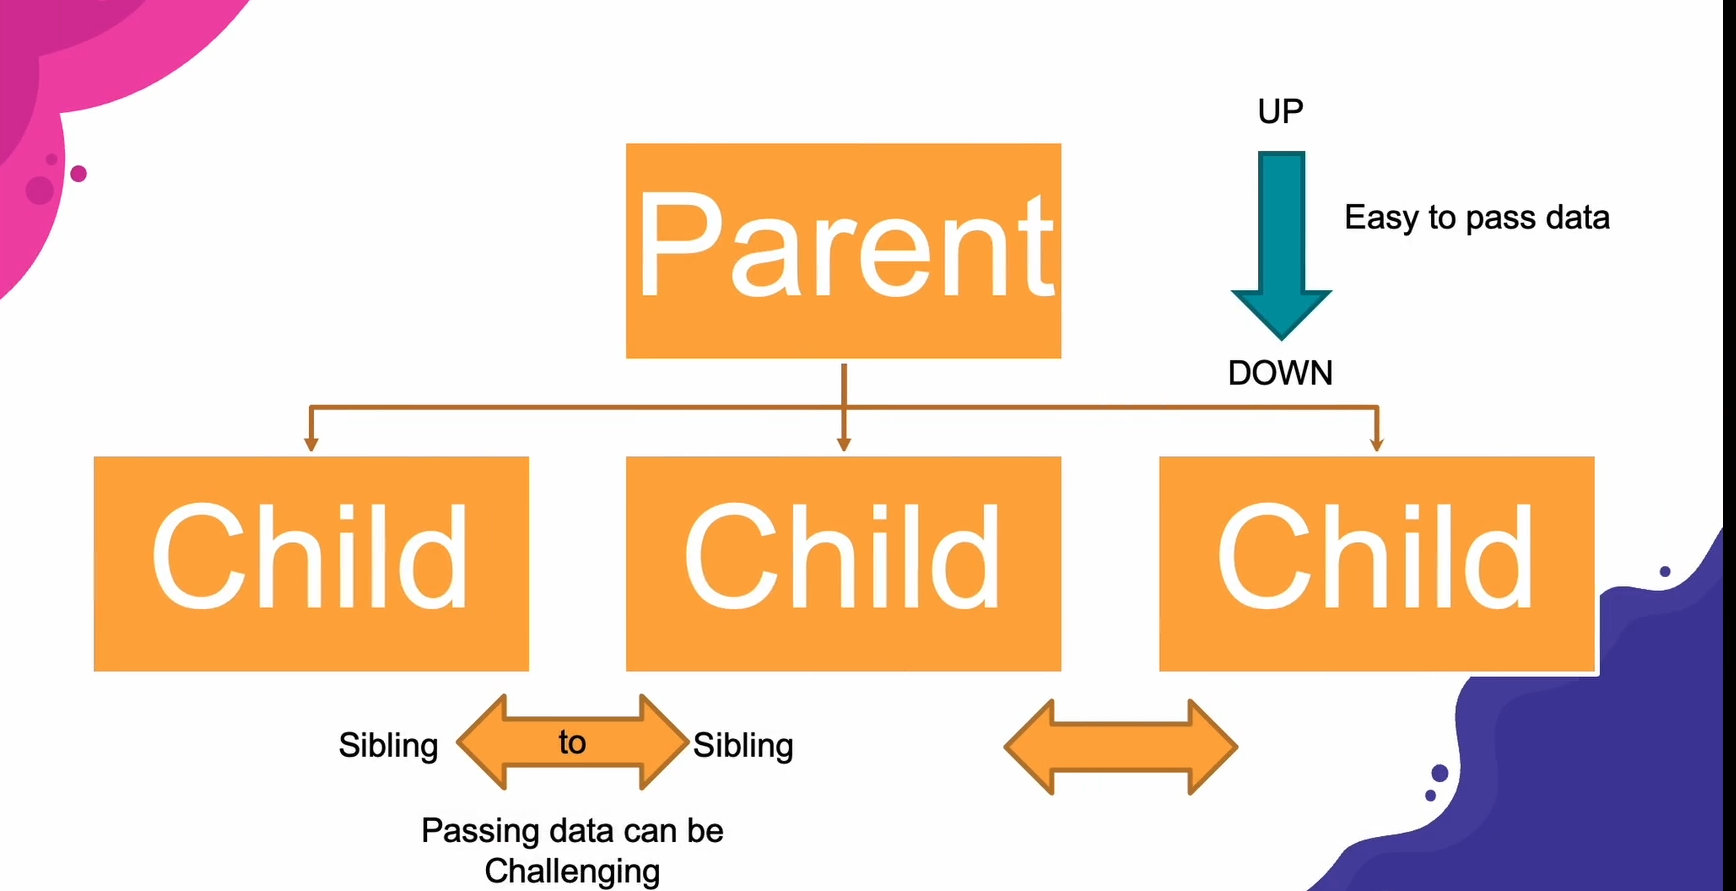 UP
Parent
Easy to pass data
DOWN
Child
Child
Child
Sibling
to
Sibling
Passing data can be
Challenging